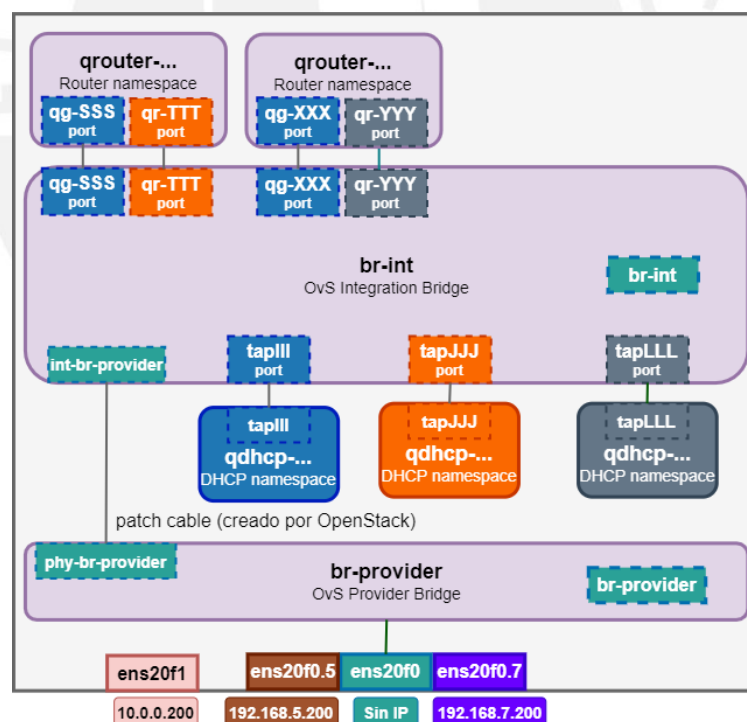 qrouter-...
Router namespace
qg-SSS
port
qr-TTT
port
qrouter-...
Router namespace
qg-XXX
port
qr-YYY
port
qg-SSS
port
qr-TTT
port
qg-XXX
port
qr-YYY
port
br-int
OvS Integration Bridge
br-int
int-br-provider
tapIII
port
tapJJJ
port
tapLLL
port
tapIII
qdhcp-...
DHCP namespace
tapJJJ
qdhcp-...
DHCP namespace
tapLLL
qdhcp-...
DHCP namespace
patch cable (creado por OpenStack)
phy-br-provider
br-provider
OvS Provider Bridge
br-provider
ens20f1
ens20f0.5
ens20f0
ens20f0.7
10.0.0.200
192.168.5.200
Sin IP
192.168.7.200